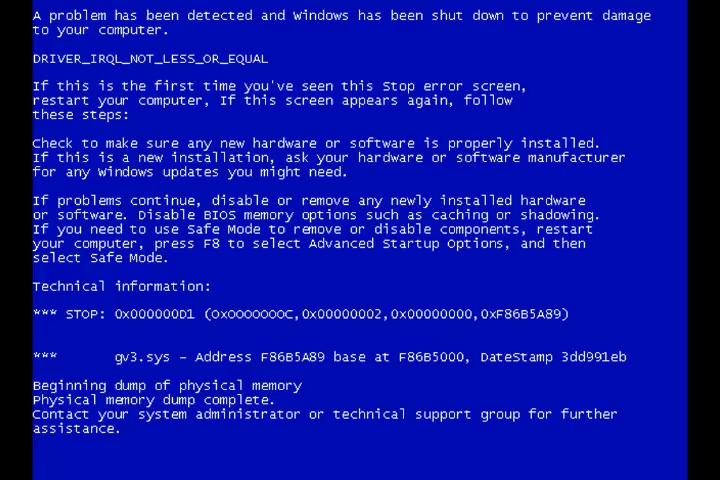 A problem has been detected and Windows has been shut down to prevent damage
to your computer.
DRIVER_IRQL_NOT_LESS_OR_EQUAL
If this is the first time you've seen this Stop error screen,
restart your computer, If this screen appears again, follow
these steps:
Check to make sure any new hardware or software is properly installed.
If this is a new installation, ask your hardware or software manufacturer
for any Windows updates you might need.
If problems continue, disable or remove any newly installed hardware
or software. Disable BIOS memory options such as caching or shadowing.
If you need to use Safe Mode to remove or disable components, restart
your computer, press F8 to select Advanced Startup Options, and then
select Safe Mode.
Technical information:
*** STOP: 0x000000D1 (0x0000000C,0x00000002,0x00000000,0xF86B5A89)
*** gv3.sys – Address F86B5A89 base at F86B5000, DateStamp 3dd991eb
Beginning dump of physical memory
Physical memory dump complete.
Contact your system administrator or technical support group for further
assistance.